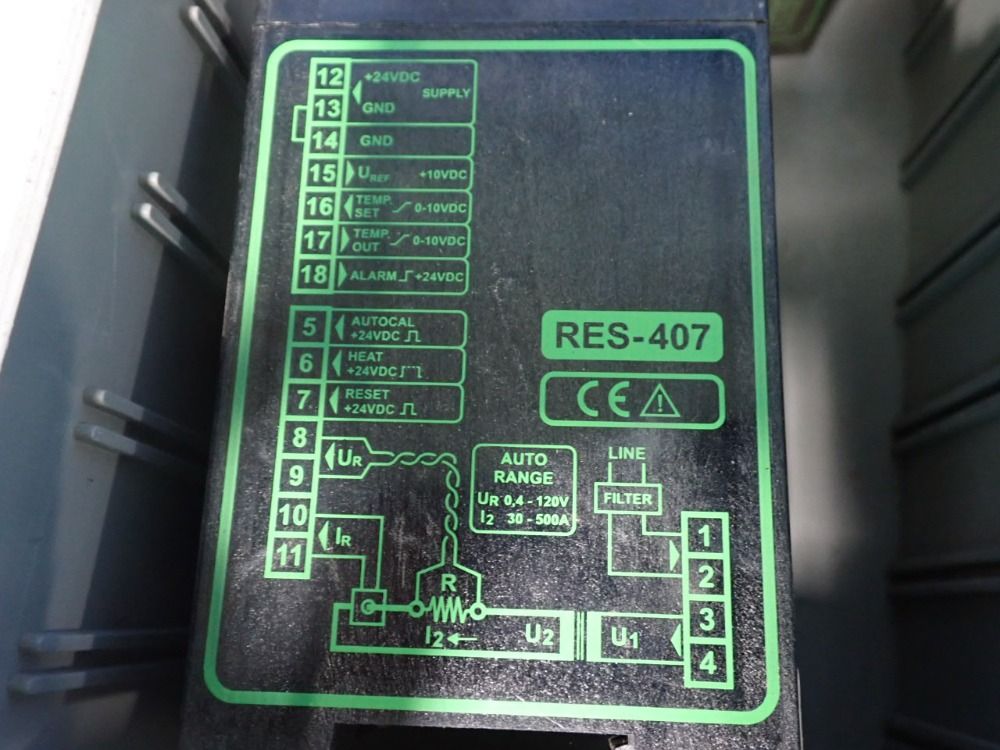 12 +24VDC
SUPPLY
13 GND
14 GND
15 UREF +10VDC
16 TEMP. SET 0-10VDC
17 TEMP. OUT 0-10VDC
18 ALARM +24VDC
5 AUTOCAL
+24VDC
6 HEAT
+24VDC
7 RESET
+24VDC
8
9
UR
10
11
IR
RES-407
CE
AUTO
RANGE
UR 0,4 - 120V
I2 30 - 500A
LINE
FILTER
1
2
3
4
R
I2
U2
U1